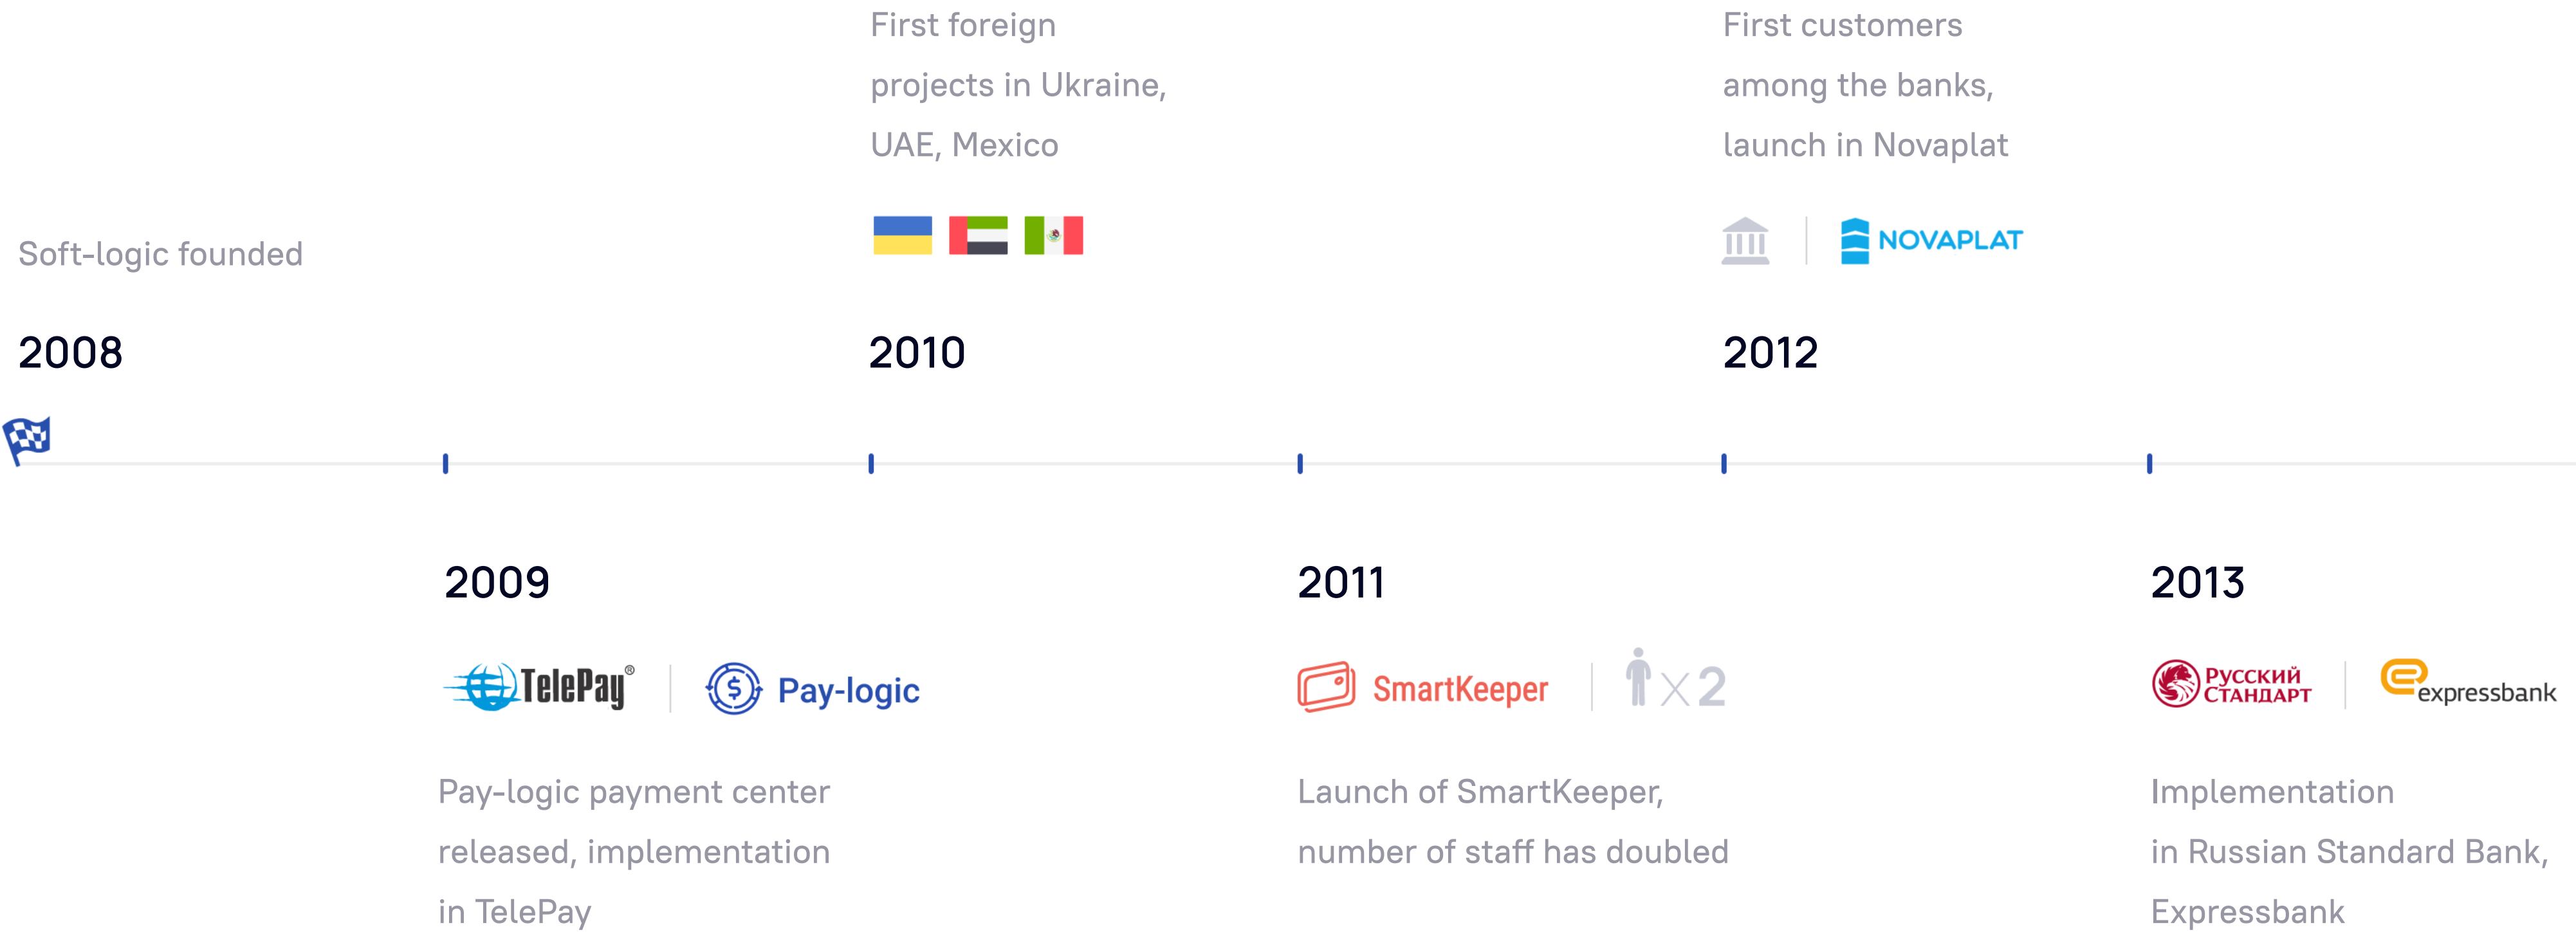 Soft-logic founded
2008
2009
TelePay®
Pay-logic
Pay-logic payment center
released, implementation
in TelePay
First foreign
projects in Ukraine,
UAE, Mexico
2010
2011
SmartKeeper
x 2
Launch of SmartKeeper,
number of staff has doubled
First customers
among the banks,
launch in Novaplat
NOVAPLAT
2012
2013
РУССКИЙ
СТАНДАРТ
expressbank
Implementation
in Russian Standard Bank,
Expressbank